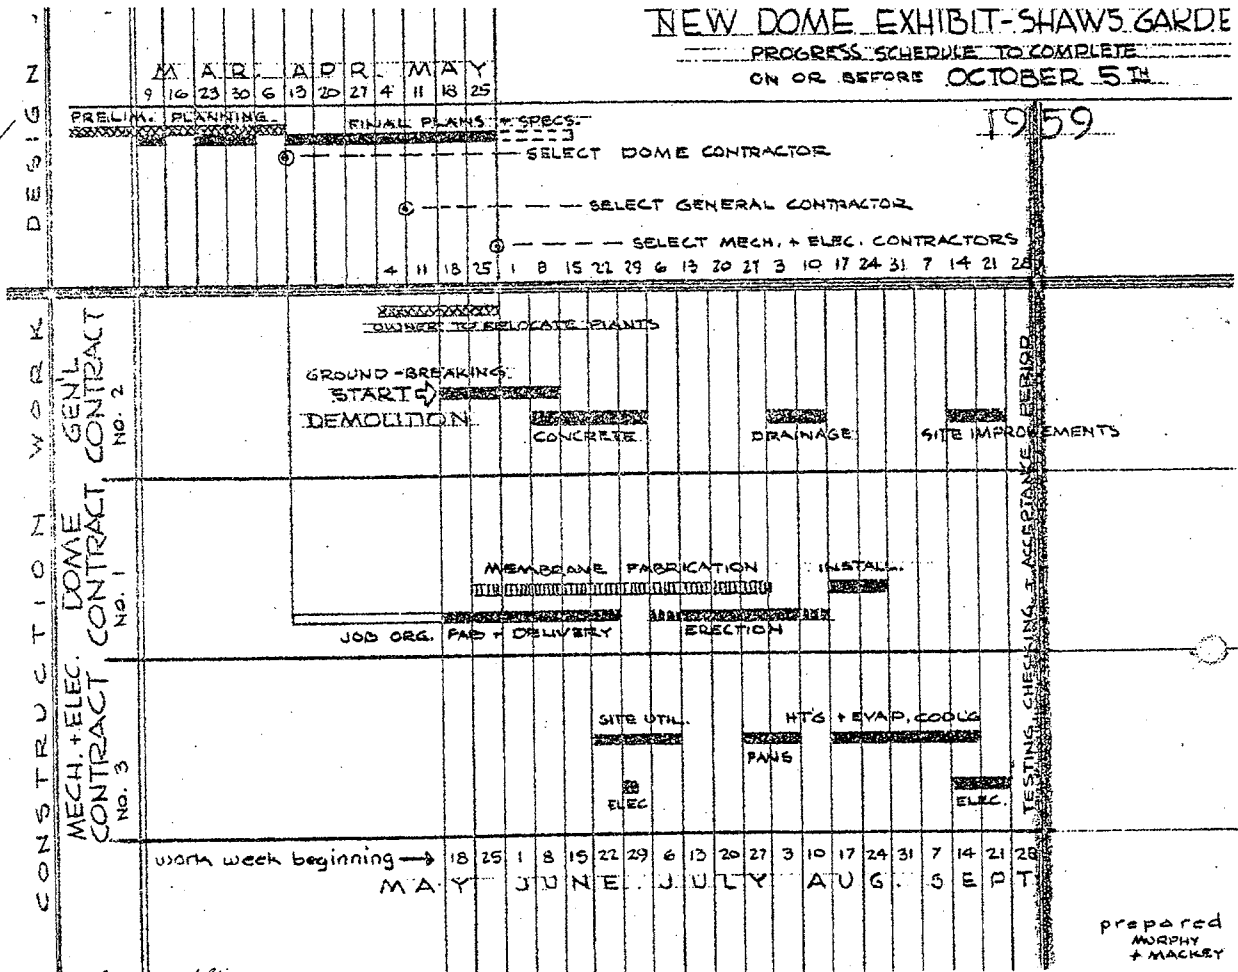 NEW DOME EXHIBIT-SHAWS GARDE
PROGRESS SCHEDULE TO COMPLETE
ON OR BEFORE OCTOBER 5 TH
1959
DESIGN
MAR. APR. MAY
9 16 23 30 6 13 20 27 4 11 18 25
PRELIM. PLANNING
FINAL PLANS + SPECS.
SELECT DOME CONTRACTOR
SELECT GENERAL CONTRACTOR
SELECT MECH. + ELEC. CONTRACTORS
4 11 18 25 1 8 15 22 29 6 13 20 27 3 10 17 24 31 7 14 21 28
CONSTRUCTION WORK
GEN'L
CONTRACT
NO. 2
OWNER TO RELOCATE PLANTS
GROUND-BREAKING
START
DEMOLITION
CONCRETE
DRAINAGE
SITE IMPROVEMENTS
DOME
CONTRACT
NO. 1
MEMBRANE FABRICATION
INSTALL.
JOB ORG. FAB + DELIVERY
ERECTION
MECH. + ELEC.
CONTRACT
NO. 3
SITE UTIL.
HT'G + EVAP. COOL'G
FANS
ELEC
ELEC.
TESTING, CHECKING, + ACCEPTANCE PERIOD
work week beginning → 18 25 1 8 15 22 29 6 13 20 27 3 10 17 24 31 7 14 21 28
MAY JUNE JULY AUG. SEPT
prepared
MURPHY
+ MACKEY